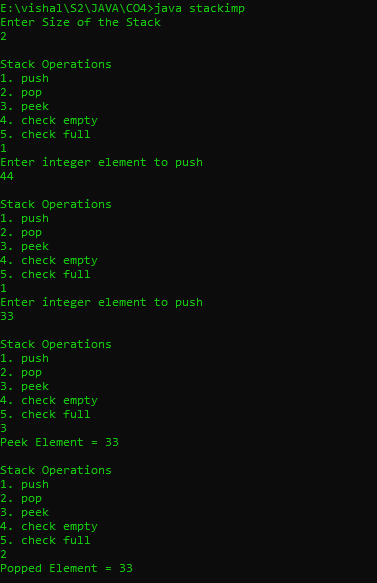 E:\vishal\S2\JAVA\CO4>java stackimp
Enter Size of the Stack
2

Stack Operations
1. push
2. pop
3. peek
4. check empty
5. check full
1
Enter integer element to push
44

Stack Operations
1. push
2. pop
3. peek
4. check empty
5. check full
1
Enter integer element to push
33

Stack Operations
1. push
2. pop
3. peek
4. check empty
5. check full
3
Peek Element = 33

Stack Operations
1. push
2. pop
3. peek
4. check empty
5. check full
2
Popped Element = 33